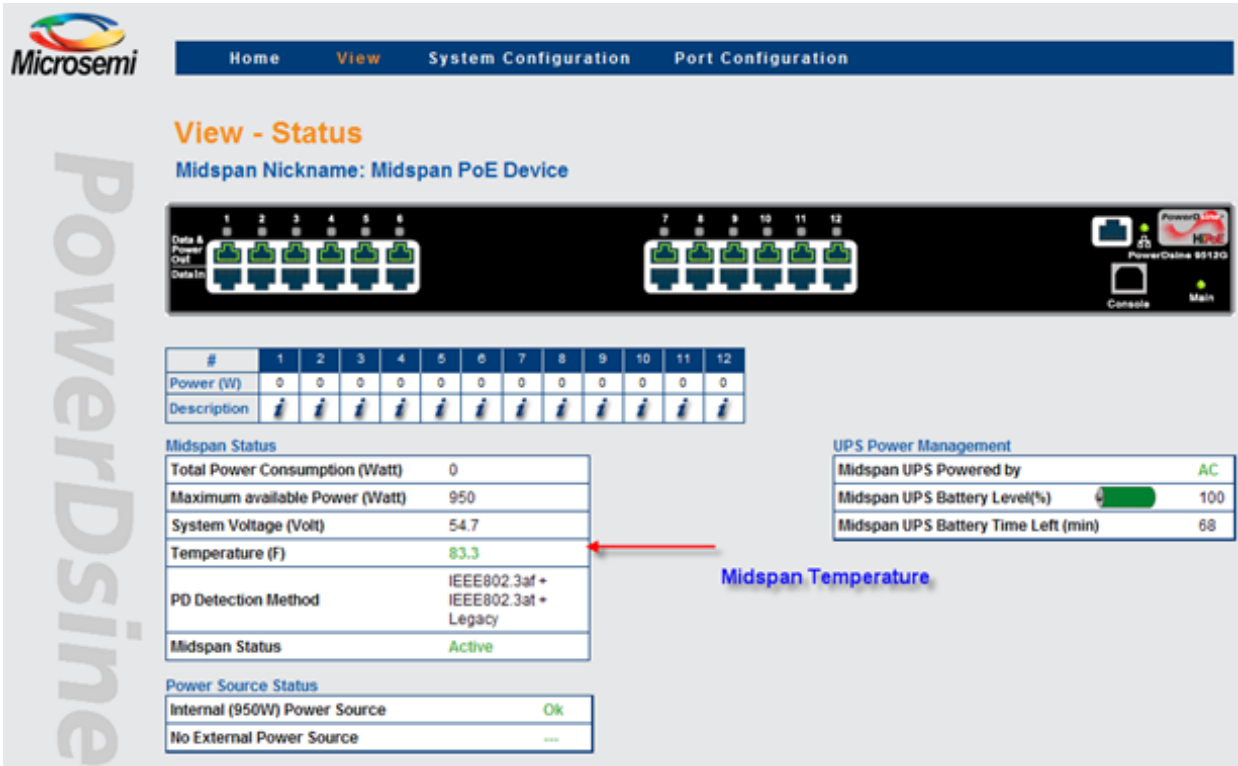 Microsemi
Home View System Configuration Port Configuration
PowerDsine
View - Status
Midspan Nickname: Midspan PoE Device
1 2 3 4 5 6 7 8 9 10 11 12
Data &
Power
Out
Data In
PowerDsine
HiPoE
PowerDsine 9512G
Console
Main
# 1 2 3 4 5 6 7 8 9 10 11 12
Power (W) 0 0 0 0 0 0 0 0 0 0 0 0
Description i i i i i i i i i i i i
Midspan Status
Total Power Consumption (Watt) 0
Maximum available Power (Watt) 950
System Voltage (Volt) 54.7
Temperature (F) 83.3
PD Detection Method IEEE802.3af +
IEEE802.3at +
Legacy
Midspan Status Active
UPS Power Management
Midspan UPS Powered by AC
Midspan UPS Battery Level(%) 100
Midspan UPS Battery Time Left (min) 68
Midspan Temperature
Power Source Status
Internal (950W) Power Source Ok
No External Power Source ---